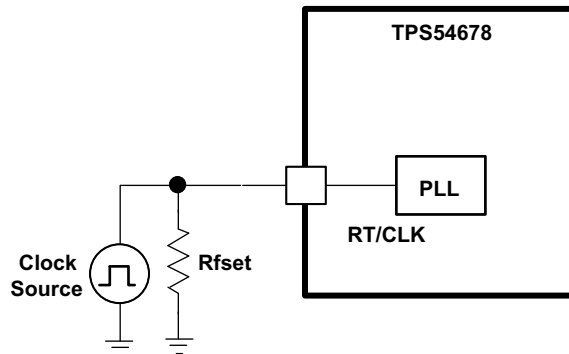 TPS54678
PLL
RT/CLK
Clock
Source
Rfset